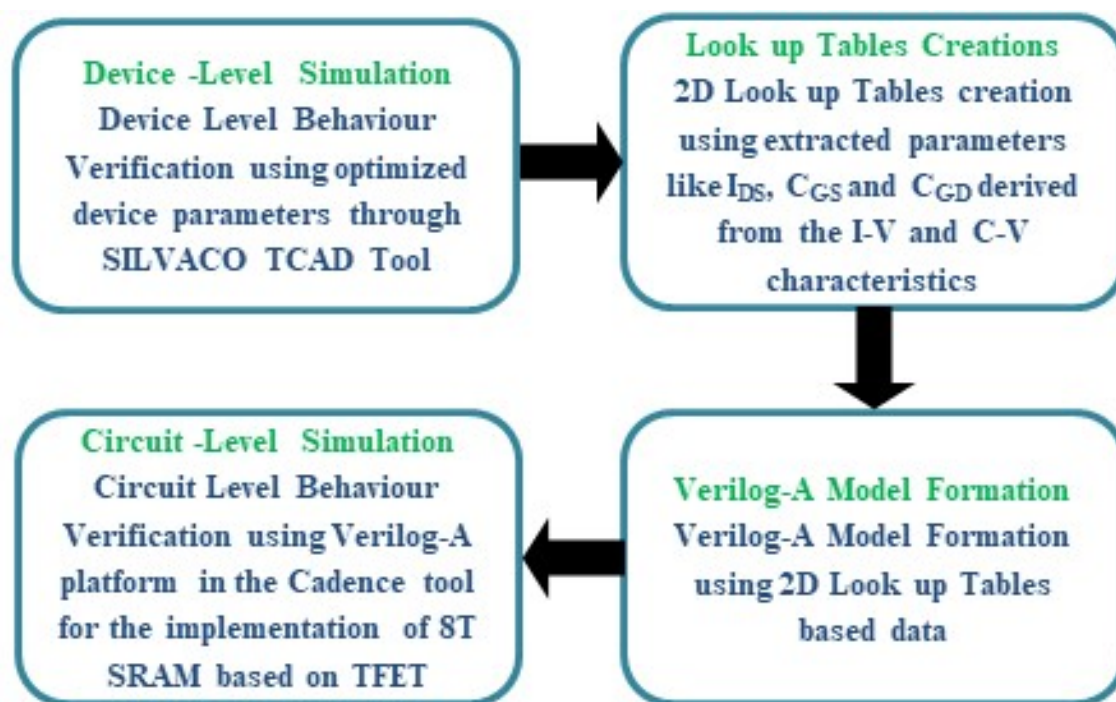 Device -Level Simulation
Device Level Behaviour
Verification using optimized
device parameters through
SILVACO TCAD Tool
Look up Tables Creations
2D Look up Tables creation
using extracted parameters
like IDS, CGS and CGD derived
from the I-V and C-V
characteristics
Verilog-A Model Formation
Verilog-A Model Formation
using 2D Look up Tables
based data
Circuit -Level Simulation
Circuit Level Behaviour
Verification using Verilog-A
platform in the Cadence tool
for the implementation of 8T
SRAM based on TFET